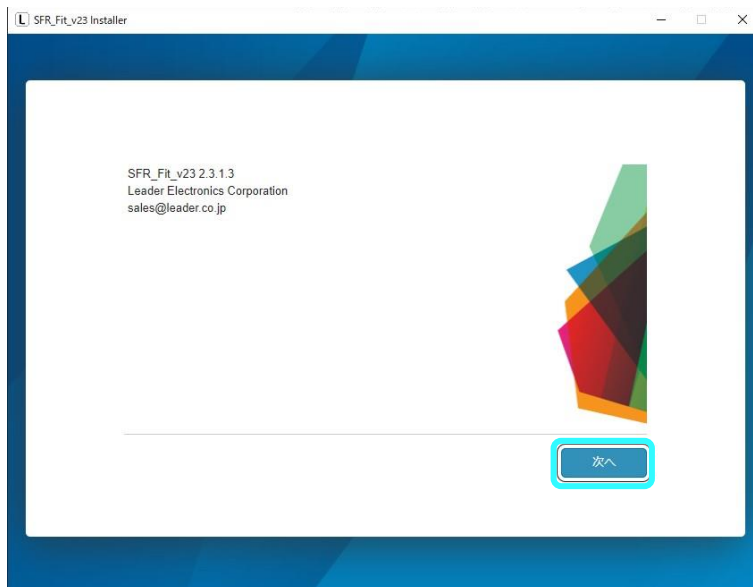 SFR_Fit_v23 Installer
SFR_Fit_v23 2.3.1.3
Leader Electronics Corporation
sales@leader.co.jp
次へ